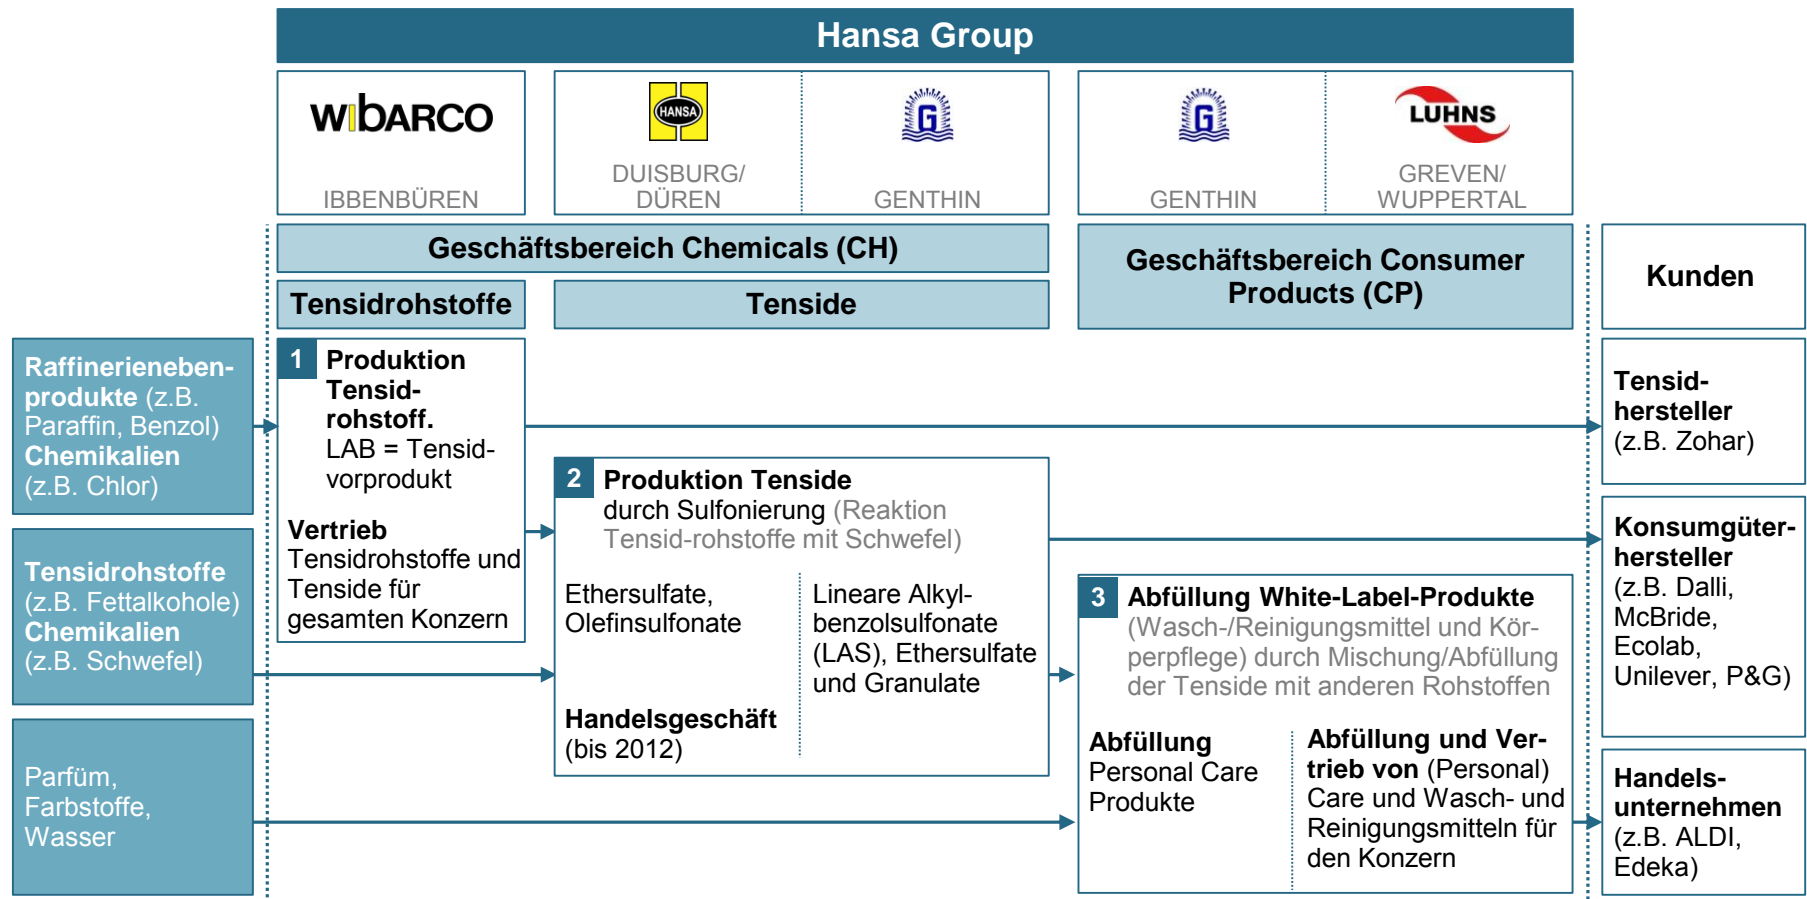 Hansa Group
WIBARCO
IBBENBÜREN
HANSA
DUISBURG/
DÜREN
G
GENTHIN
G
GENTHIN
LUHNS
GREVEN/
WUPPERTAL
Geschäftsbereich Chemicals (CH)
Tensidrohstoffe
Tenside
Geschäftsbereich Consumer
Products (CP)
Kunden
Raffinerieneben-
produkte (z.B.
Paraffin, Benzol)
Chemikalien
(z.B. Chlor)
Tensidrohstoffe
(z.B. Fettalkohole)
Chemikalien
(z.B. Schwefel)
Parfüm,
Farbstoffe,
Wasser
1 Produktion
Tensid-
rohstoff.
LAB = Tensid-
vorprodukt
Vertrieb
Tensidrohstoffe und
Tenside für
gesamten Konzern
2 Produktion Tenside
durch Sulfonierung (Reaktion
Tensid-rohstoffe mit Schwefel)
Ethersulfate,
Olefinsulfonate
Handelsgeschäft
(bis 2012)
Lineare Alkyl-
benzolsulfonate
(LAS), Ethersulfate
und Granulate
3 Abfüllung White-Label-Produkte
(Wasch-/Reinigungsmittel und Kör-
perpflege) durch Mischung/Abfüllung
der Tenside mit anderen Rohstoffen
Abfüllung
Personal Care
Produkte
Abfüllung und Ver-
trieb von (Personal)
Care und Wasch- und
Reinigungsmitteln für
den Konzern
Tensid-
hersteller
(z.B. Zohar)
Konsumgüter-
hersteller
(z.B. Dalli,
McBride,
Ecolab,
Unilever, P&G)
Handels-
unternehmen
(z.B. ALDI,
Edeka)